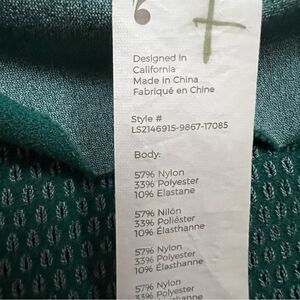 Designed in
California
Made in China
Fabriqué en Chine
Style #
LS2146915-9867-17085
Body:
57% Nylon
33% Polyester
10% Elastane
57% Nilón
33% Poliéster
10% Élasthanne
57% Nylon
33% Polyester
10% Élasthanne
57% Nylon
33% Polyester